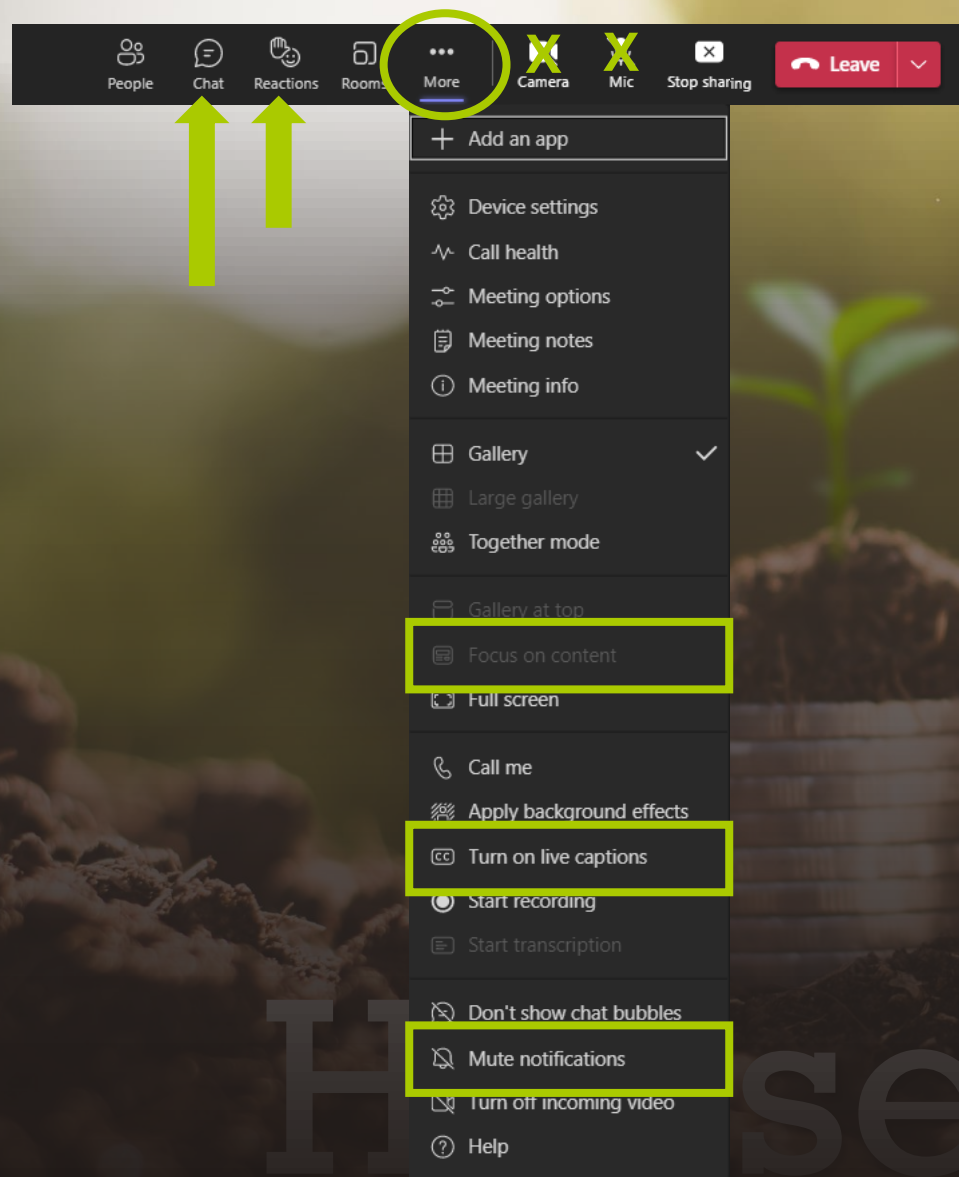 People Chat Reactions Rooms More Camera Mic Stop sharing Leave
X X
Add an app
Device settings
Call health
Meeting options
Meeting notes
Meeting info
Gallery
Large gallery
Together mode
Gallery at top
Focus on content
Full screen
Call me
Apply background effects
CC Turn on live captions
Start recording
Start transcription
Don't show chat bubbles
Mute notifications
Turn off incoming video
Help